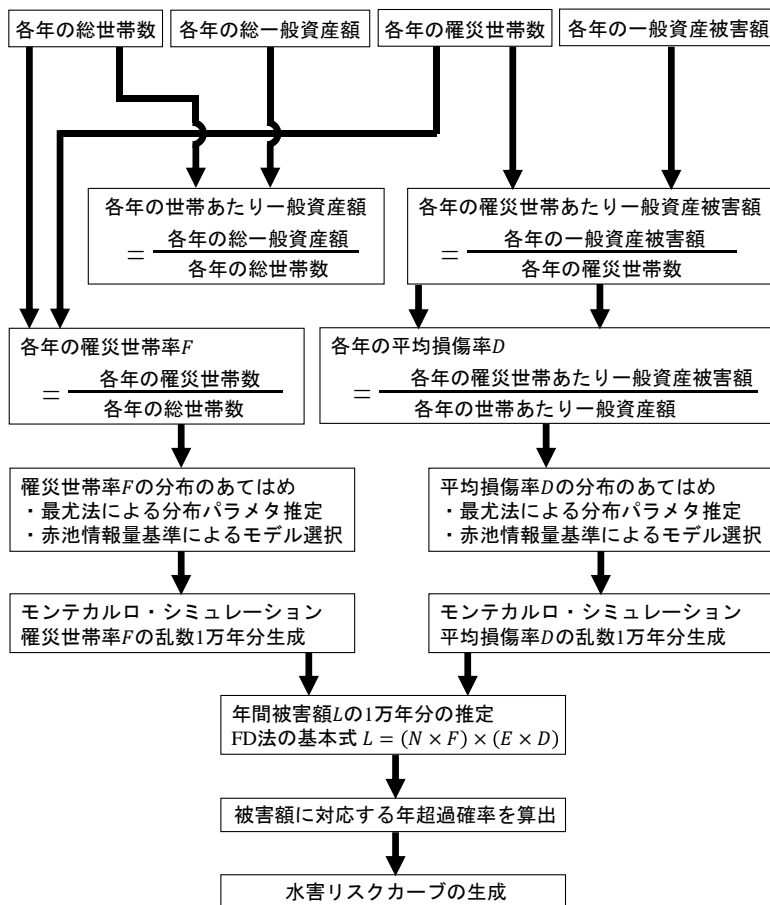 各年の総世帯数
各年の総一般資産額
各年の罹災世帯数
各年の一般資産被害額
各年の世帯あたり一般資産額
= 各年の総一般資産額
各年の総世帯数
各年の罹災世帯あたり一般資産被害額
= 各年の一般資産被害額
各年の罹災世帯数
各年の罹災世帯率F
= 各年の罹災世帯数
各年の総世帯数
各年の平均損傷率D
= 各年の罹災世帯あたり一般資産被害額
各年の世帯あたり一般資産額
罹災世帯率Fの分布のあてはめ
・最尤法による分布パラメタ推定
・赤池情報量基準によるモデル選択
平均損傷率Dの分布のあてはめ
・最尤法による分布パラメタ推定
・赤池情報量基準によるモデル選択
モンテカルロ・シミュレーション
罹災世帯率Fの乱数1万年分生成
モンテカルロ・シミュレーション
平均損傷率Dの乱数1万年分生成
年間被害額Lの1万年分の推定
FD法の基本式 L = (N × F) × (E × D)
被害額に対応する年超過確率を算出
水害リスクカーブの生成